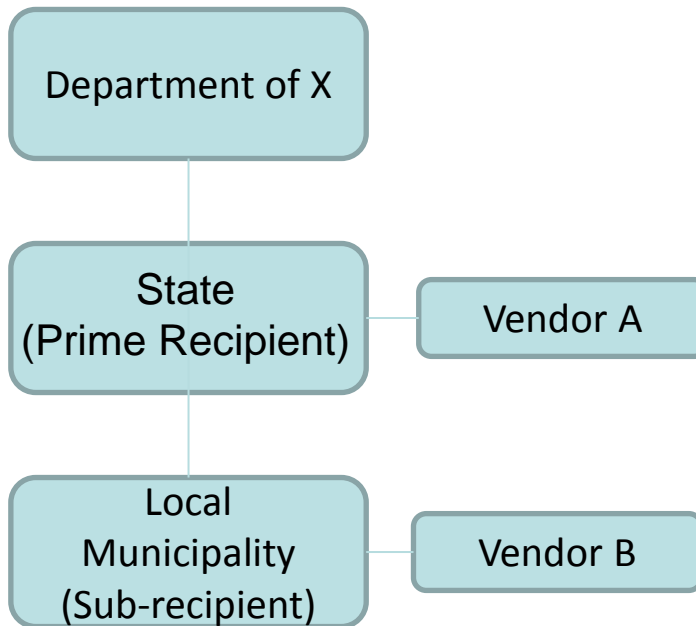 Department of X
State
(Prime Recipient)
Vendor A
Local
Municipality
(Sub-recipient)
Vendor B